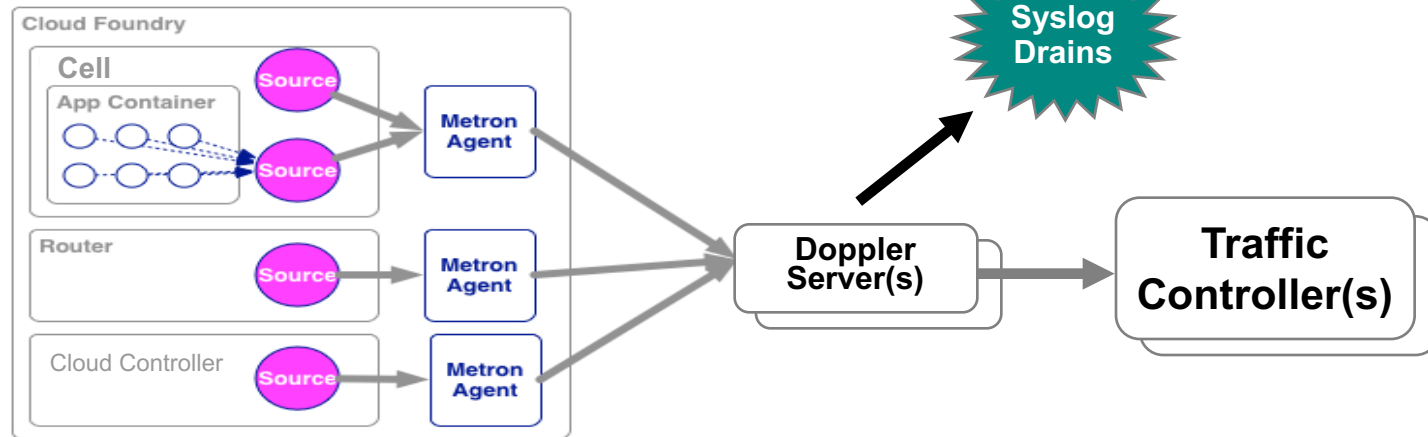 Cloud Foundry
Cell
App Container
Source
Source
Metron
Agent
Syslog
Drains
Router
Source
Metron
Agent
Cloud Controller
Source
Metron
Agent
Doppler
Server(s)
Traffic
Controller(s)